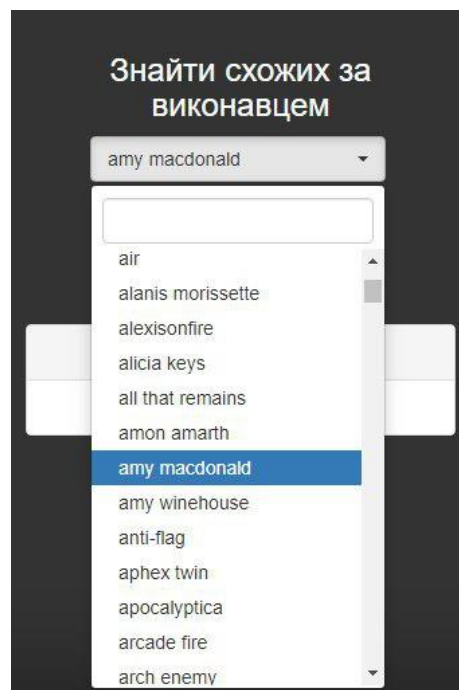 Знайти схожих за
виконавцем
amy macdonald
air
alanis morissette
alexisonfire
alicia keys
all that remains
amon amarth
amy macdonald
amy winehouse
anti-flag
aphex twin
apocalyptica
arcade fire
arch enemy